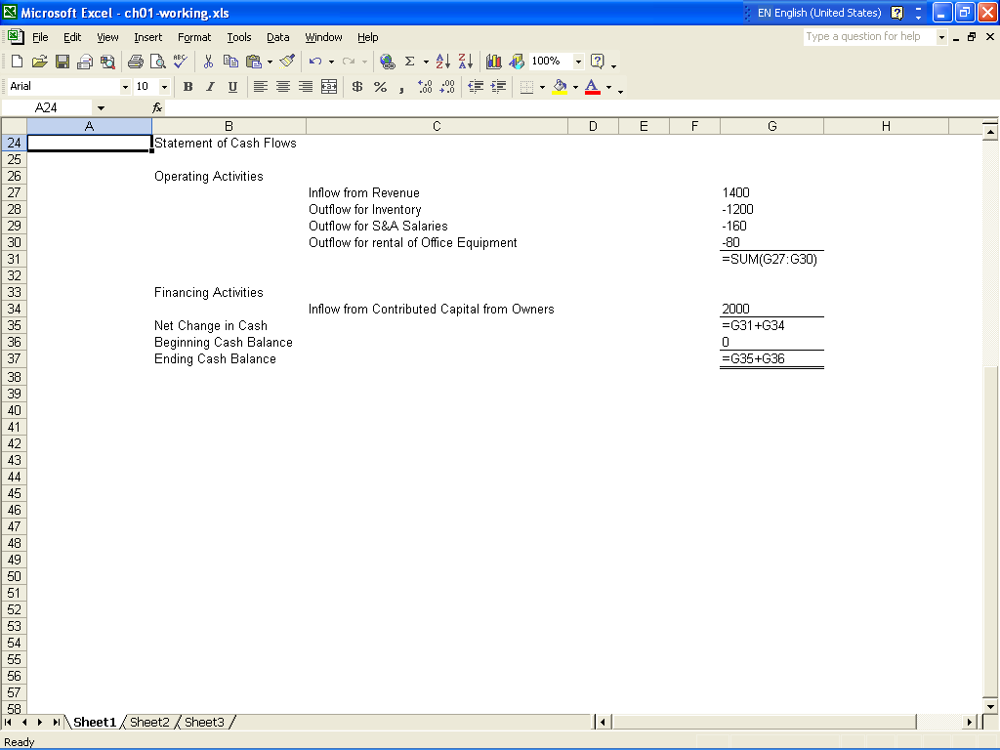 Microsoft Excel - ch01-working.xls EN English (United States)
File Edit View Insert Format Tools Data Window Help Type a question for help
100%
Arial 10 B I U $ % ,
A24 fx
A B C D E F G H
24 Statement of Cash Flows
25
26 Operating Activities
27 Inflow from Revenue 1400
28 Outflow for Inventory -1200
29 Outflow for S&A Salaries -160
30 Outflow for rental of Office Equipment -80
31 =SUM(G27:G30)
32
33 Financing Activities
34 Inflow from Contributed Capital from Owners 2000
35 Net Change in Cash =G31+G34
36 Beginning Cash Balance 0
37 Ending Cash Balance =G35+G36
38
39
40
41
42
43
44
45
46
47
48
49
50
51
52
53
54
55
56
57
58
Sheet1 Sheet2 Sheet3
Ready